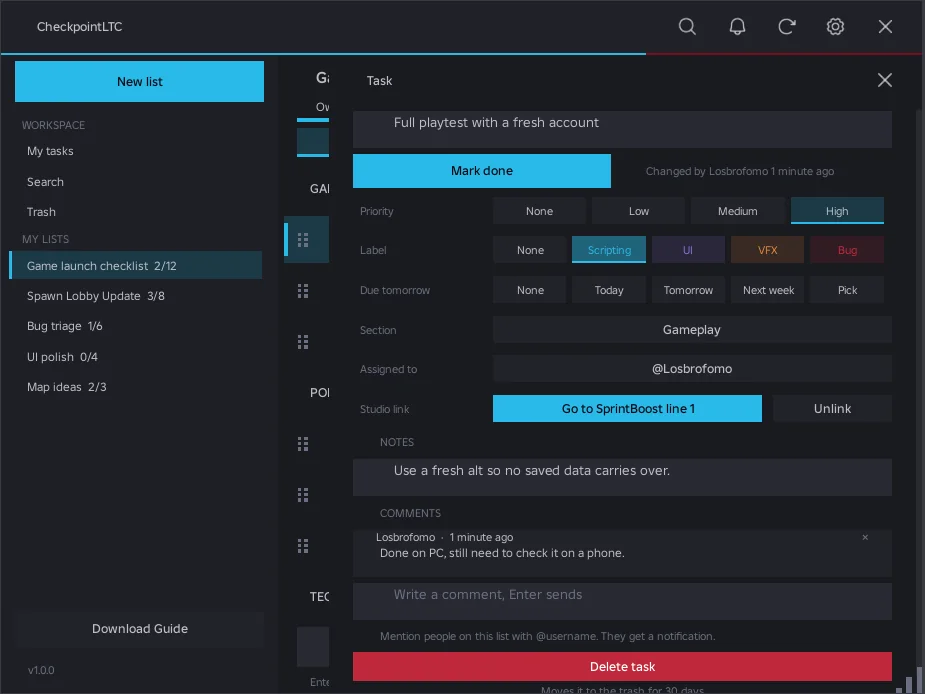 CheckpointLTC
New list
WORKSPACE
My tasks
Search
Trash
MY LISTS
Game launch checklist 2/12
Spawn Lobby Update 3/8
Bug triage 1/6
UI polish 0/4
Map ideas 2/3
Download Guide
v1.0.0
Task
Full playtest with a fresh account
Mark done
Changed by Losbrofomo 1 minute ago
Priority
None Low Medium High
Label
None Scripting UI VFX Bug
Due tomorrow
None Today Tomorrow Next week Pick
Section
Gameplay
Assigned to
@Losbrofomo
Studio link
Go to SprintBoost line 1
Unlink
NOTES
Use a fresh alt so no saved data carries over.
COMMENTS
Losbrofomo · 1 minute ago ×
Done on PC, still need to check it on a phone.
Write a comment, Enter sends
Mention people on this list with @username. They get a notification.
Delete task
Moves it to the trash for 30 days